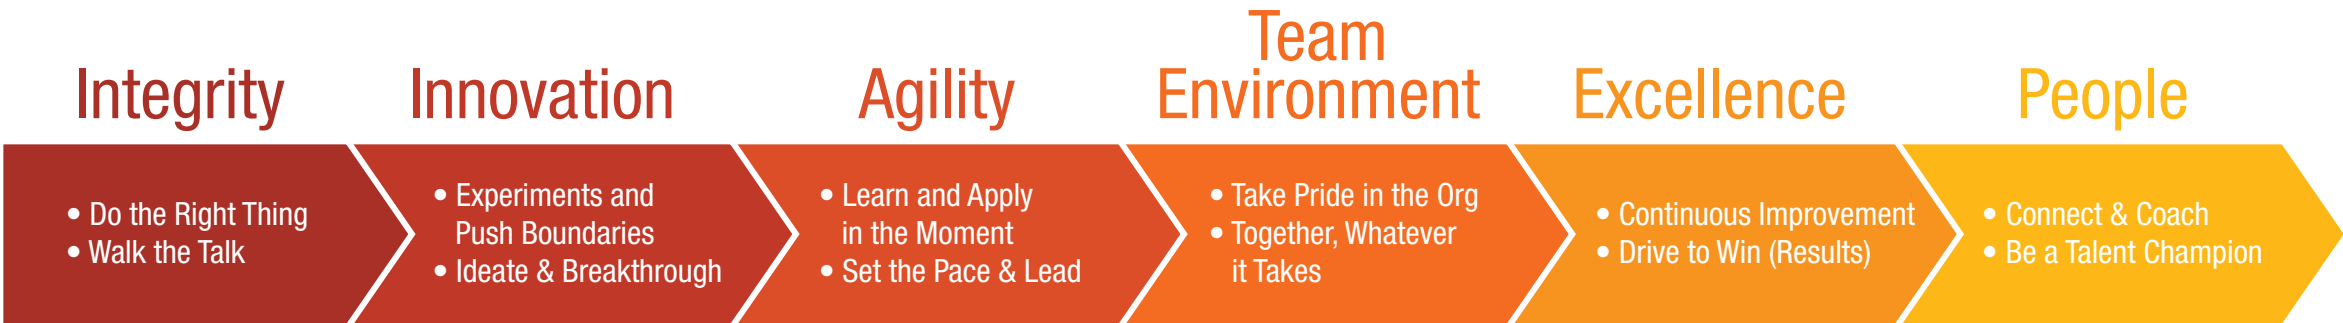 Integrity
• Do the Right Thing
• Walk the Talk
Innovation
• Experiments and
Push Boundaries
• Ideate & Breakthrough
Agility
• Learn and Apply
in the Moment
• Set the Pace & Lead
Team
Environment
• Take Pride in the Org
• Together, Whatever
it Takes
Excellence
• Continuous Improvement
• Drive to Win (Results)
People
• Connect & Coach
• Be a Talent Champion